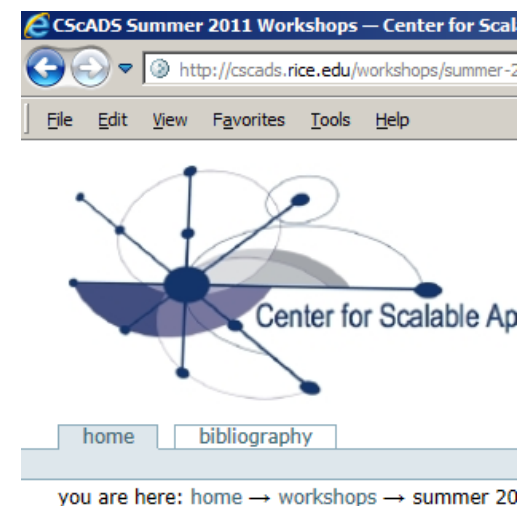 CScADS Summer 2011 Workshops — Center for Scal
http://cscads.rice.edu/workshops/summer-2
File Edit View Favorites Tools Help
Center for Scalable Ap
home bibliography
you are here: home → workshops → summer 20